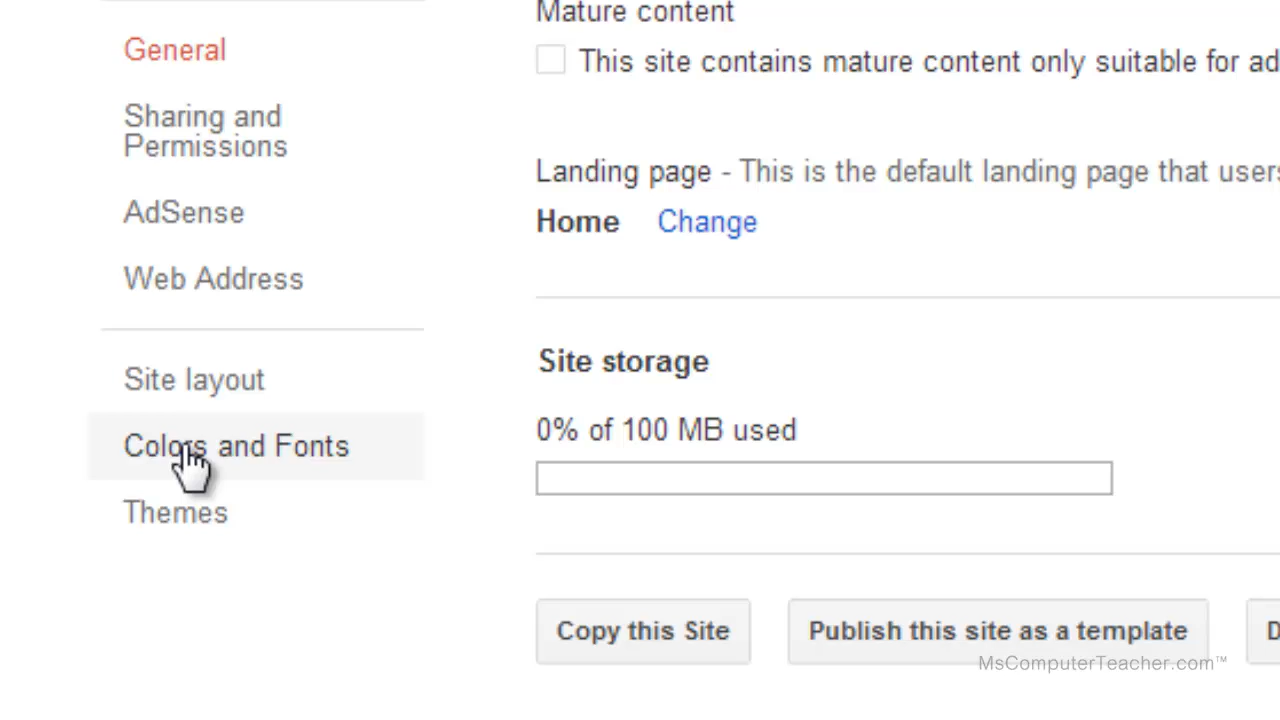 General
Sharing and
Permissions
AdSense
Web Address
Site layout
Colors and Fonts
Themes
Mature content
This site contains mature content only suitable for
Landing page - This is the default landing page that users
Home Change
Site storage
0% of 100 MB used
Copy this Site
Publish this site as a template
MsComputerTeacher.com™